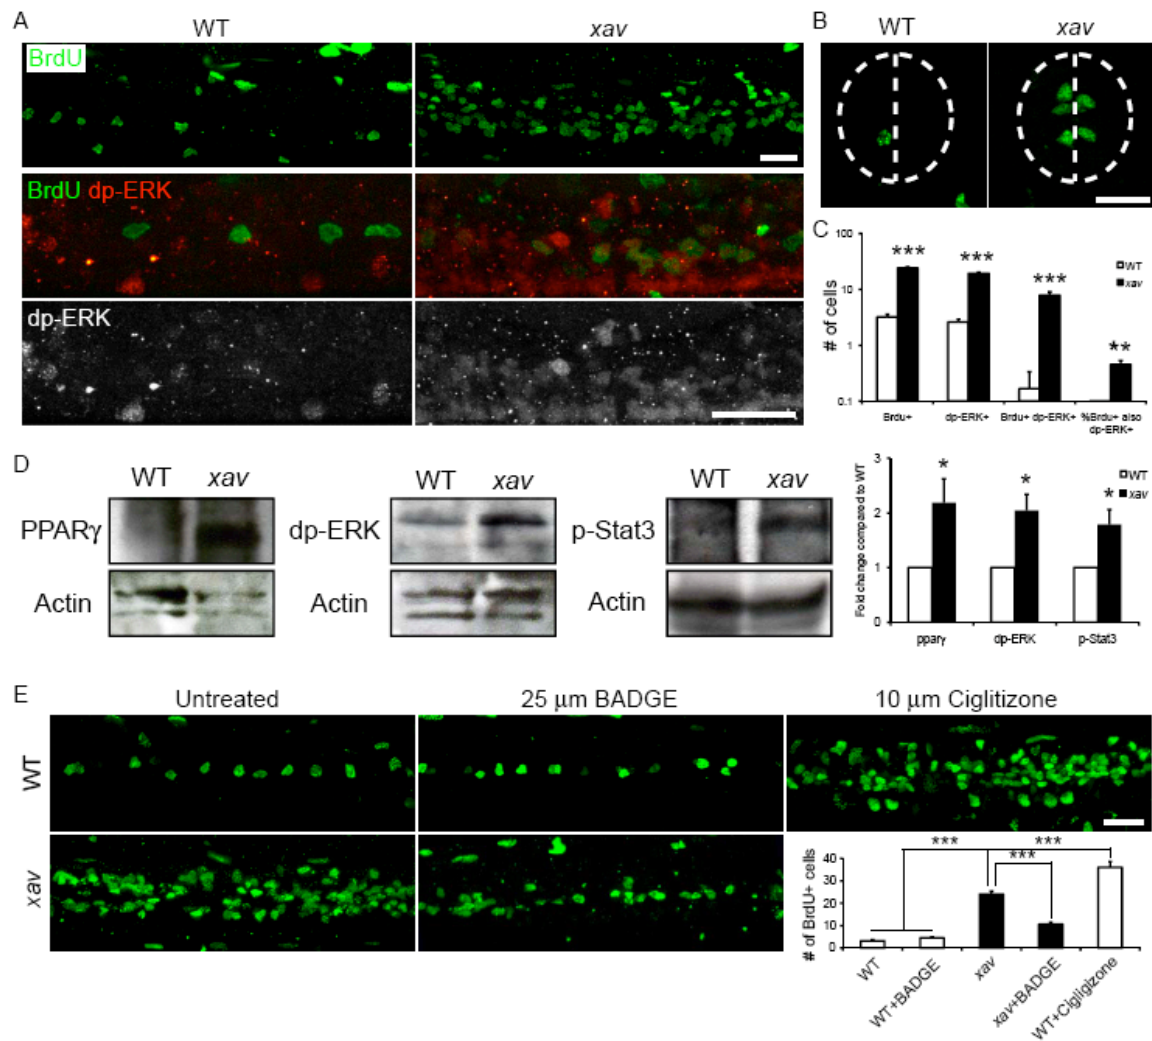 A
WT
xav
BrdU
BrdU dp-ERK
dp-ERK
B
WT
xav
C
# of cells
100
10
1
0.1
***
***
***
**
WT
xav
Brdu+
dp-ERK+
Brdu+ dp-ERK+
%Brdu+ also
dp-ERK+
D
WT
xav
PPARγ
Actin
WT
xav
dp-ERK
Actin
WT
xav
p-Stat3
Actin
Fold change compared to WT
3
2
1
0
*
*
*
WT
xav
pparγ
dp-ERK
p-Stat3
E
Untreated
25 μm BADGE
10 μm Ciglitizone
WT
xav
# of BrdU+ cells
40
30
20
10
0
***
***
***
WT
WT+BADGE
xav
xav+BADGE
WT+Cigligizone